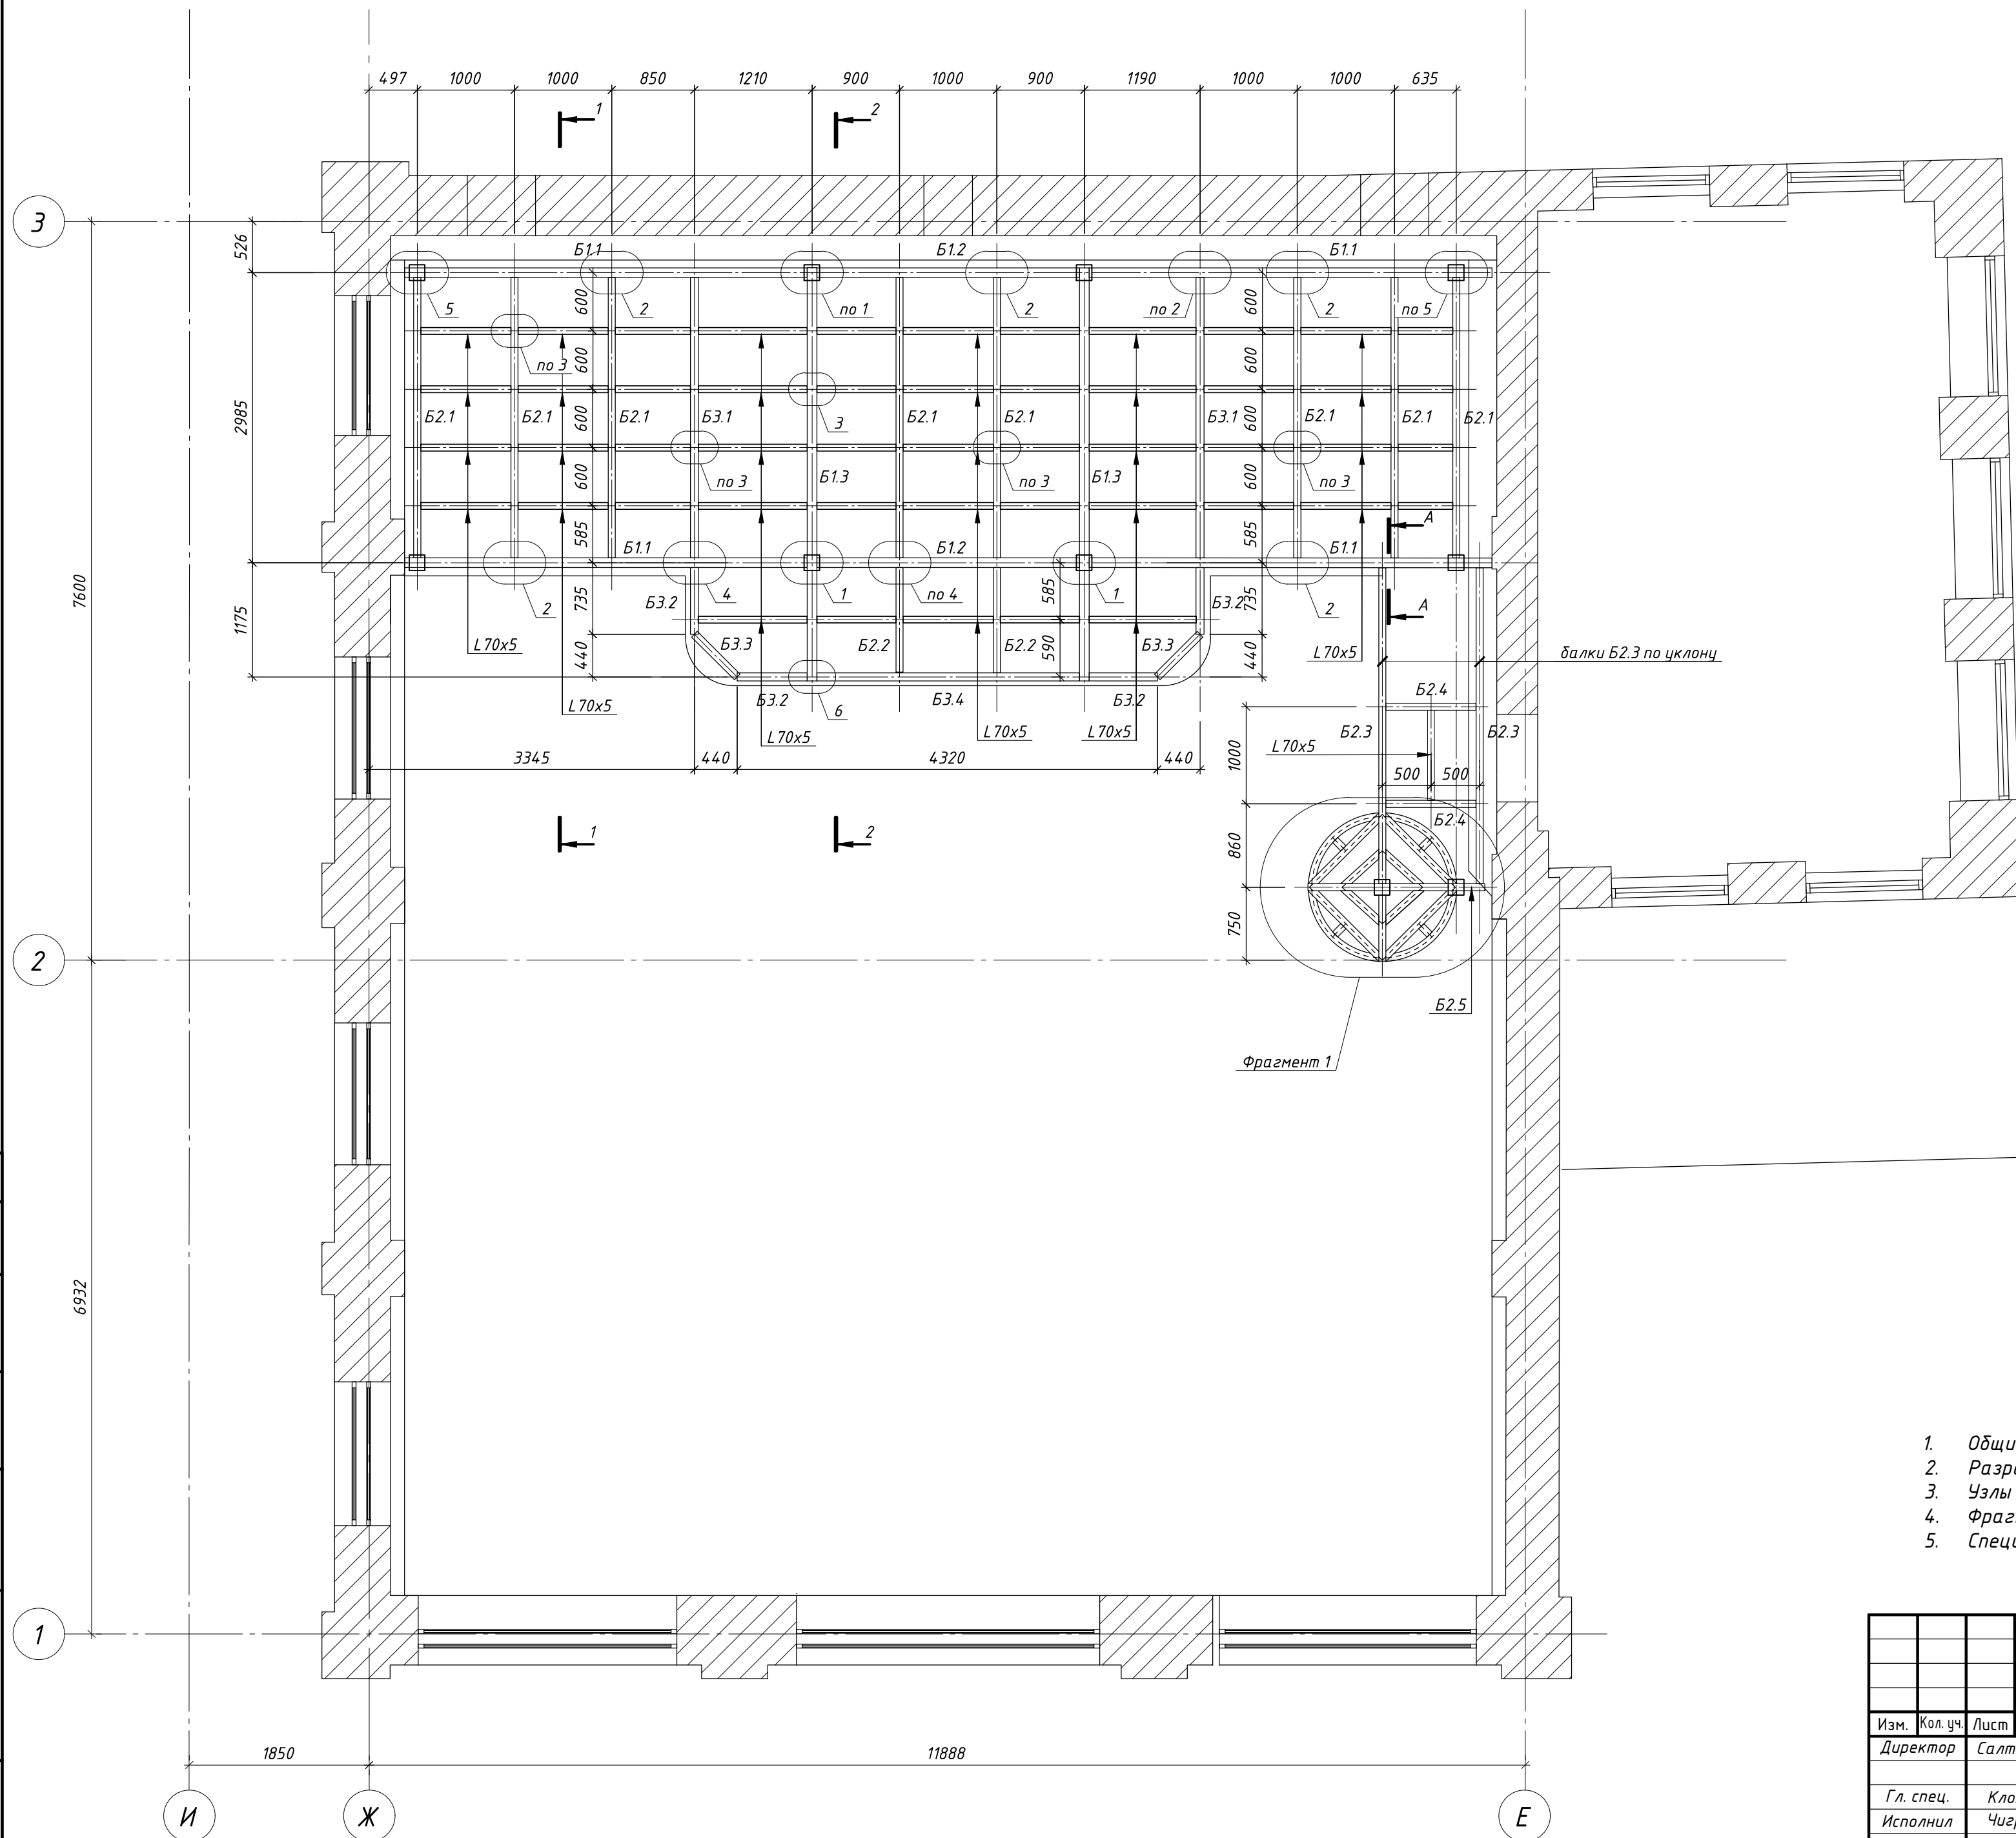 497 1000 1000 850 1210 900 1000 900 1190 1000 1000 635
1 2
3
526
Б1.1 Б1.2 Б1.1
5 600 2 по 1 2 по 2 600 2 по 5
по 3 600 600
2985
Б2.1 Б2.1 Б2.1 Б3.1 3 Б2.1 Б2.1 Б3.1 Б2.1 Б2.1 Б2.1
600 600
по 3 Б1.3 по 3 Б1.3 по 3
600 600
585 585 А
Б1.1 Б1.2 Б1.1
7600
1175
2 Б3.2 735 4 1 по 4 585 1 Б3.2 735 2 А
L70x5 440 Б3.3 Б2.2 Б2.2 590 Б3.3 440 L70x5 балки Б2.3 по уклону
L70x5 Б3.2 6 Б3.4 Б3.2 Б2.4
L70x5 L70x5 L70x5 Б2.3 Б2.3
L70x5
3345 440 4320 440 1000 500 500
1 2 Б2.4
860
750
2
Б2.5
Фрагмент 1
6932
1.
2.
3. Узлы
4.
5.
1
Изм. Кол. уч. Лист
Директор
Гл. спец.
Исполнил
1850 11888
И Ж Е